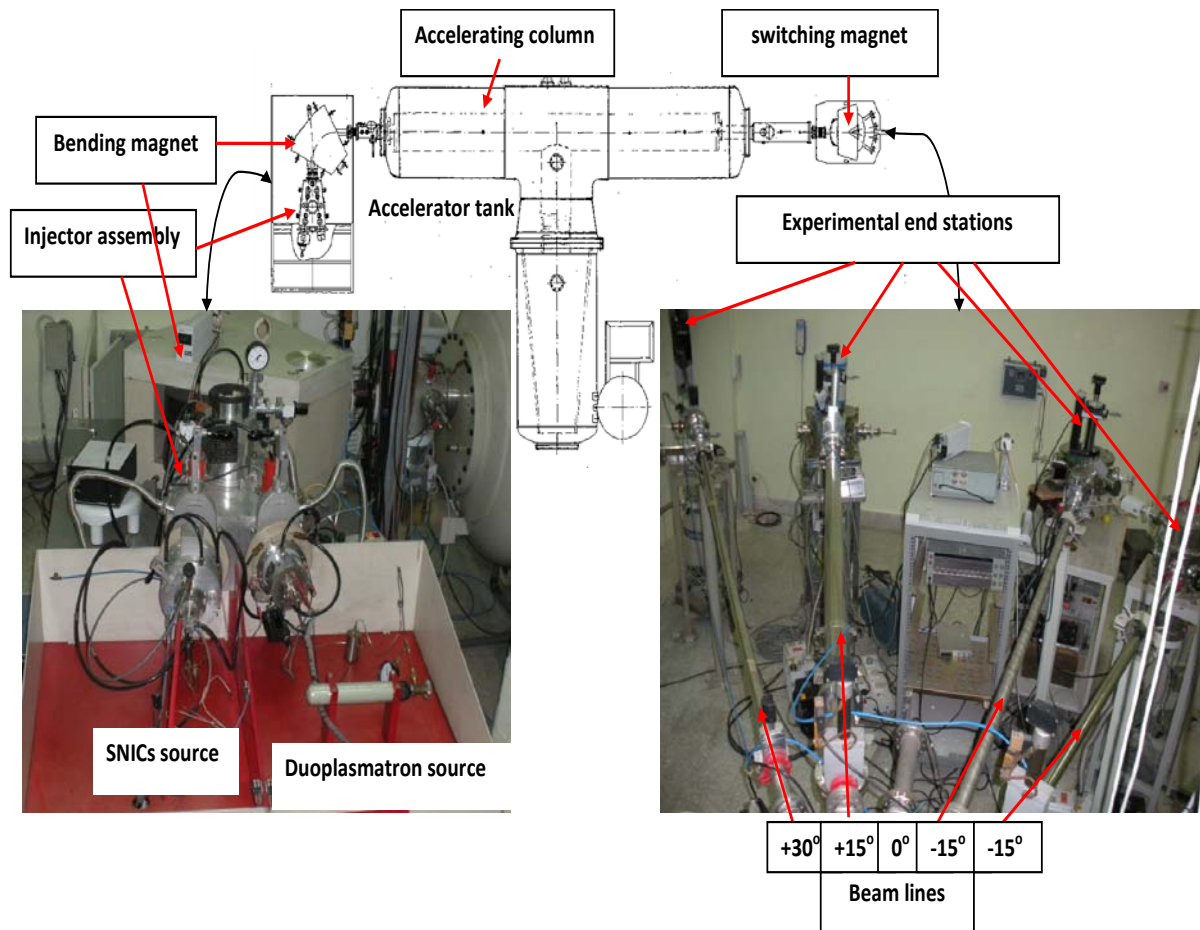 Accelerating column
switching magnet
Bending magnet
Injector assembly
Accelerator tank
Experimental end stations
SNICs source
Duoplasmatron source
+30° +15° 0° -15° -15°
Beam lines